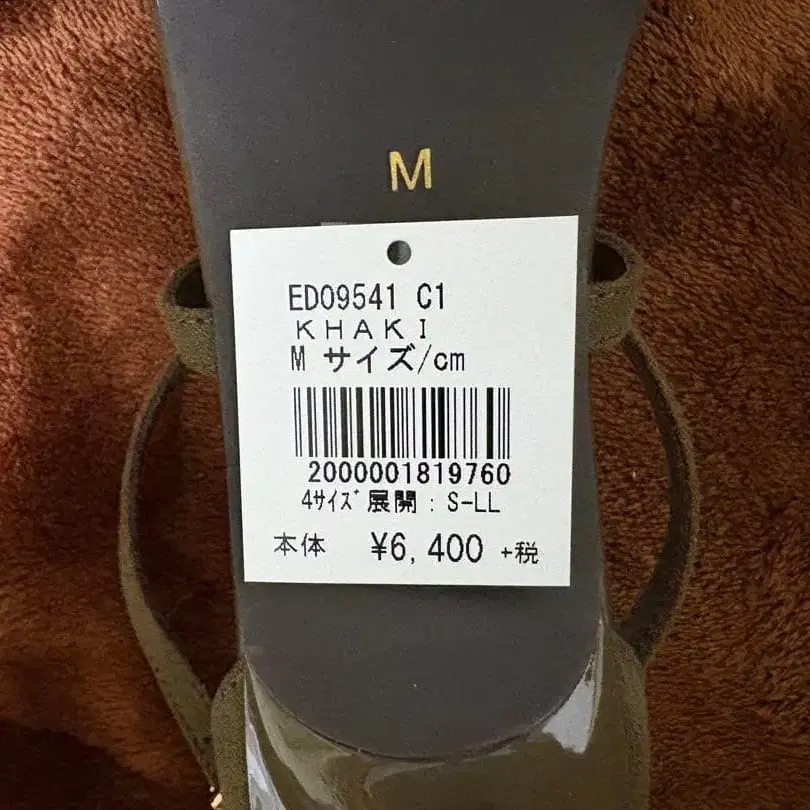 M
ED09541 C1
KHAKI
M サイズ/cm
2000001819760
4サイズ展開：S-LL
本体 ¥6,400 +税